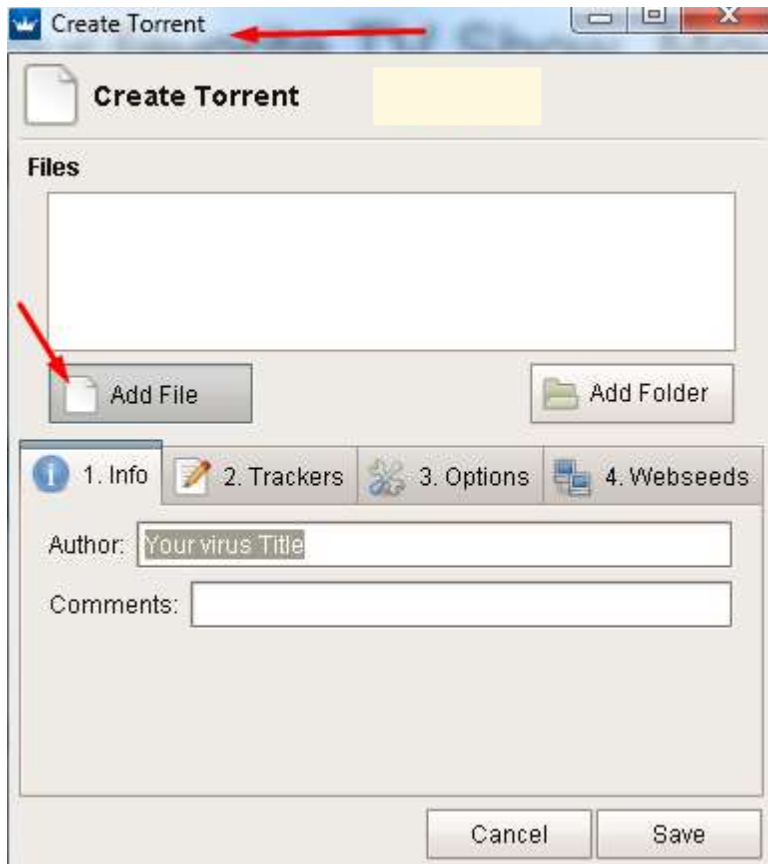 Create Torrent
Create Torrent
Files
Add File
Add Folder
1. Info
2. Trackers
3. Options
4. Webseeds
Author: Your virus Title
Comments:
Cancel
Save